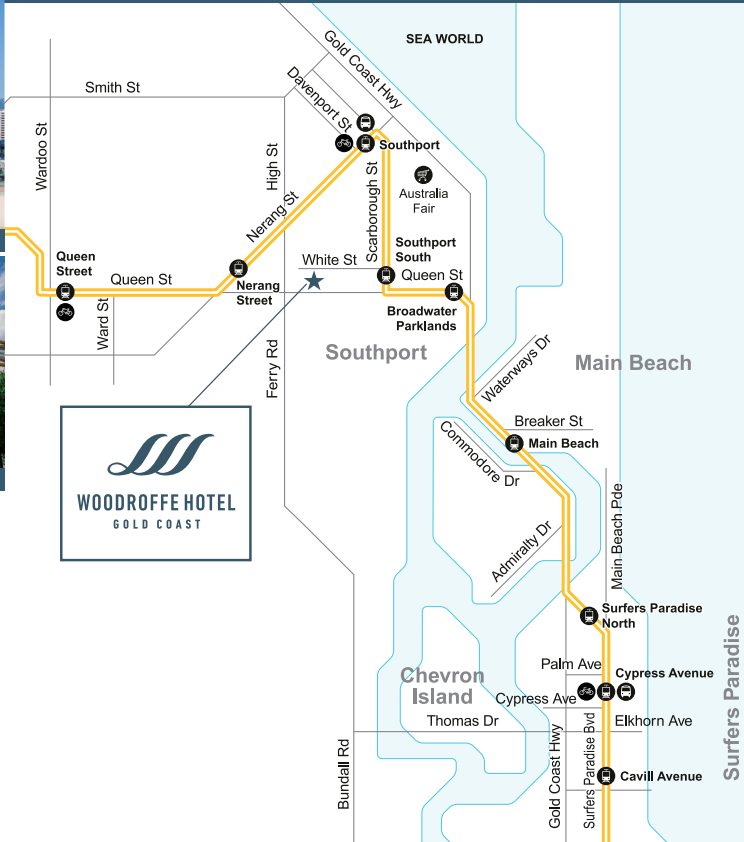 SEA WORLD
Gold Coast Hwy
Smith St
Davenport St
Wardoo St
High St
Southport
Nerang St
Scarborough St
Australia
Fair
Queen
Street
White St
Southport
South
Queen St
Queen St
Nerang
Street
Broadwater
Parklands
Ward St
Ferry Rd
Southport
Waterways Dr
Main Beach
Breaker St
Main Beach
Commodore Dr
WOODROFFE HOTEL
GOLD COAST
Main Beach Pde
Admiralty Dr
Surfers Paradise
North
Surfers Paradise
Palm Ave
Cypress Avenue
Chevron
Island
Cypress Ave
Thomas Dr
Elkhorn Ave
Bundall Rd
Gold Coast Hwy
Surfers Paradise Bvd
Cavill Avenue